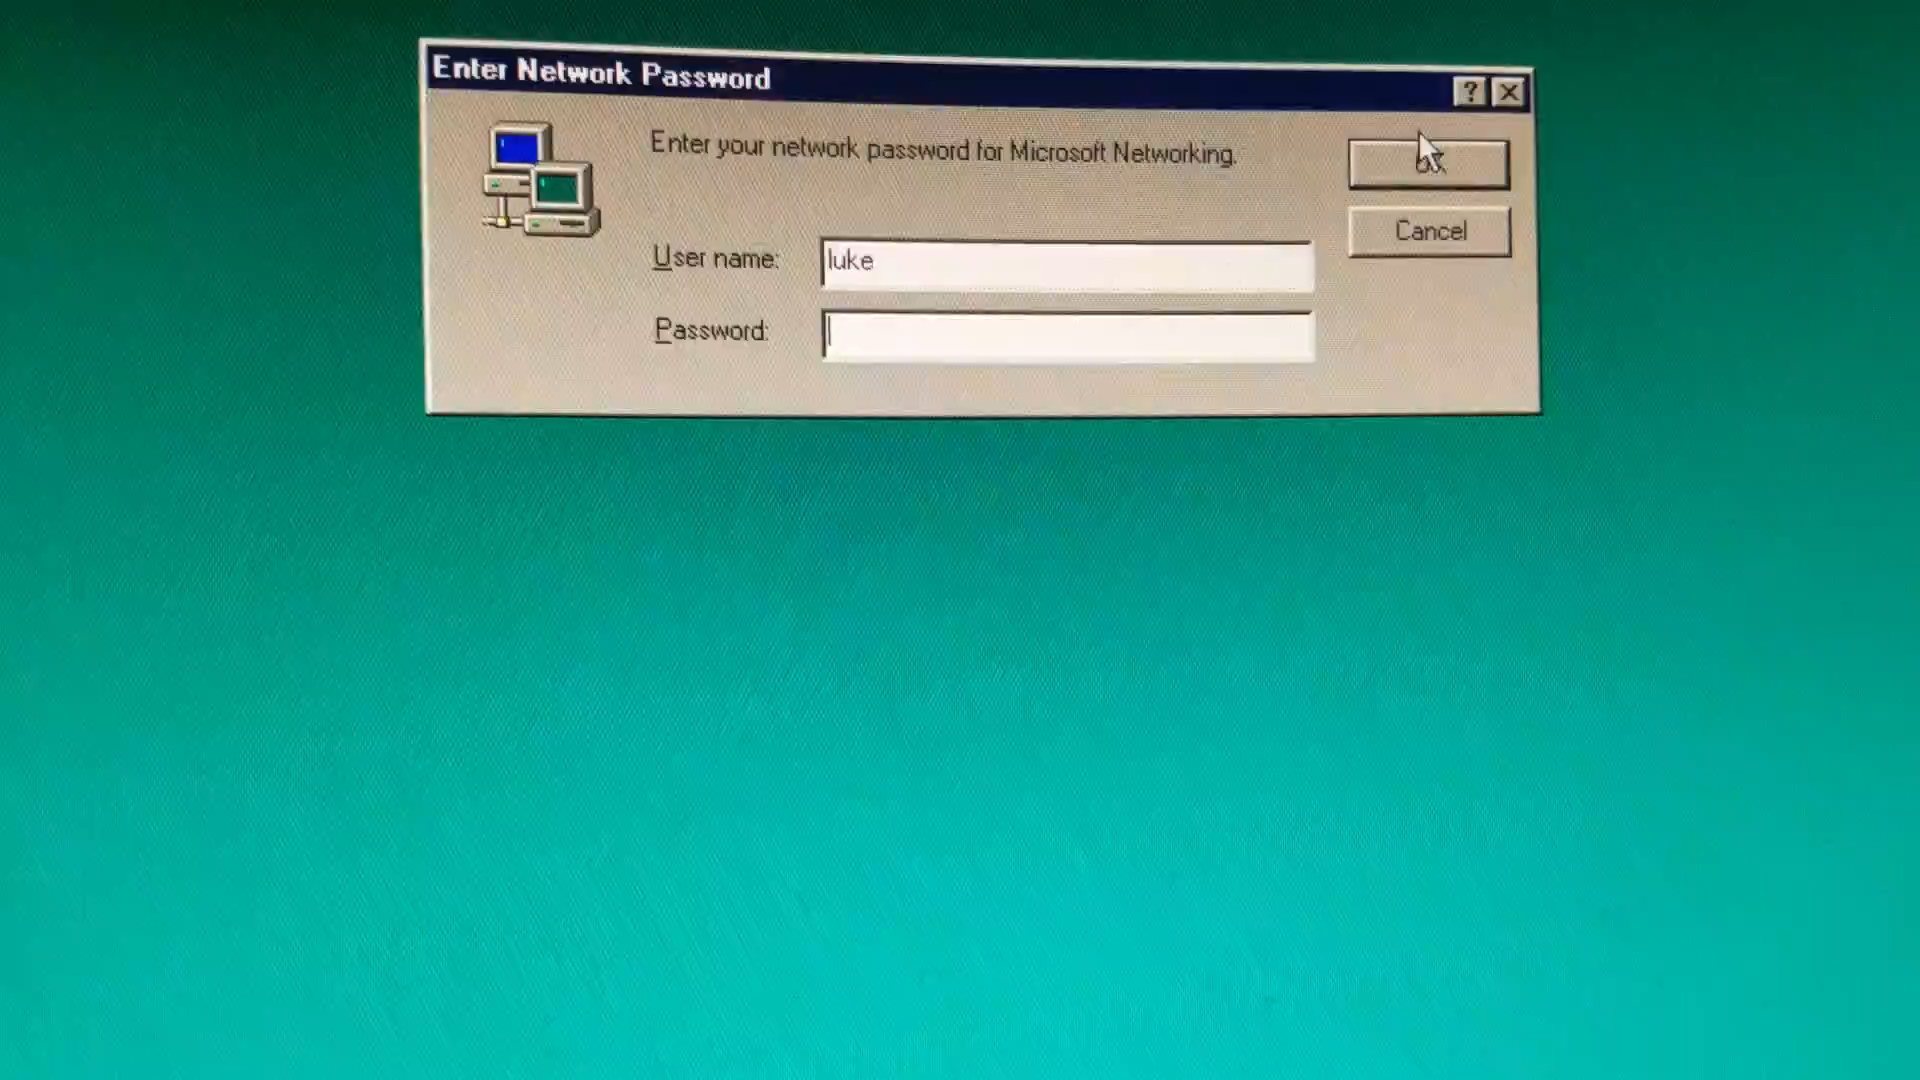 Enter Network Password
?
Enter your network password for Microsoft Networking.
Cancel
User name: luke
Password: